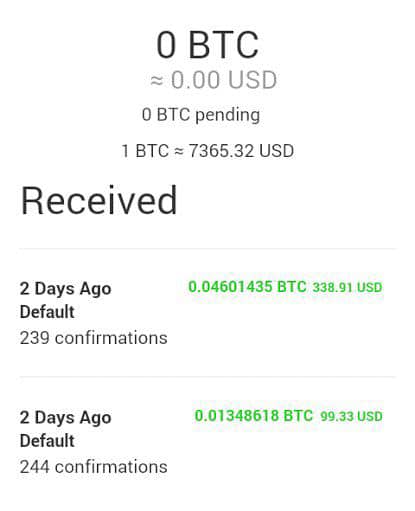 0 BTC
≈ 0.00 USD
0 BTC pending
1 BTC ≈ 7365.32 USD
Received
2 Days Ago 0.04601435 BTC 338.91 USD
Default
239 confirmations
2 Days Ago 0.01348618 BTC 99.33 USD
Default
244 confirmations